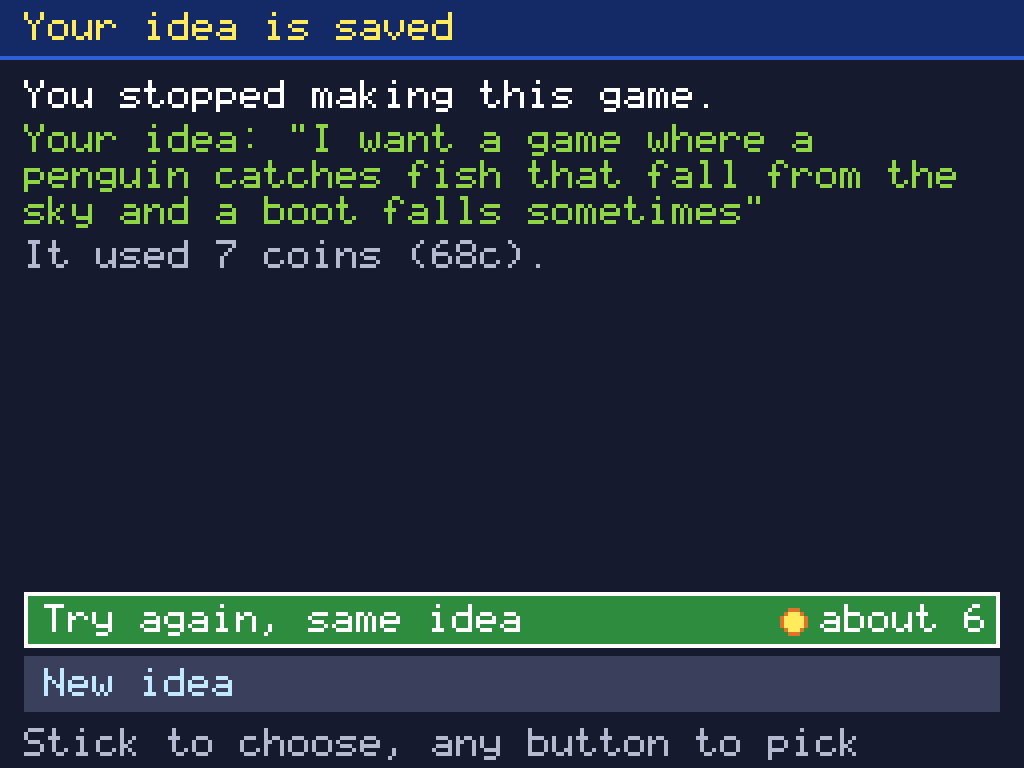 Your idea is saved
You stopped making this game.
Your idea: "I want a game where a
penguin catches fish that fall from the
sky and a boot falls sometimes"
It used 7 coins (68c).
Try again, same idea about 6
New idea
Stick to choose, any button to pick